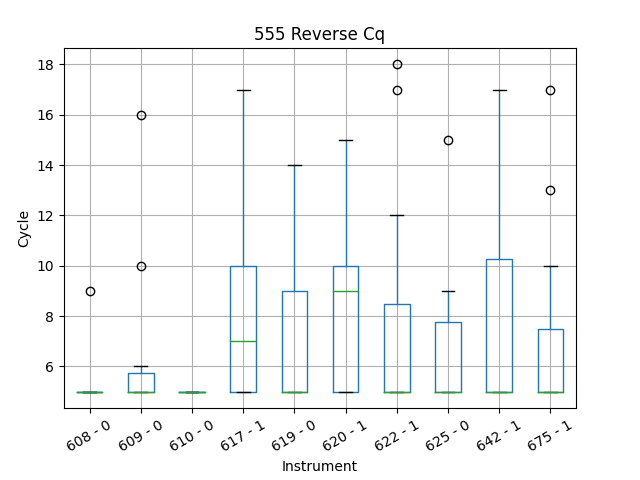 555 Reverse Cq
18
16
14
12
10
8
6
Cycle
608 - 0
609 - 0
610 - 0
617 - 1
619 - 0
620 - 1
622 - 1
625 - 0
642 - 1
675 - 1
Instrument